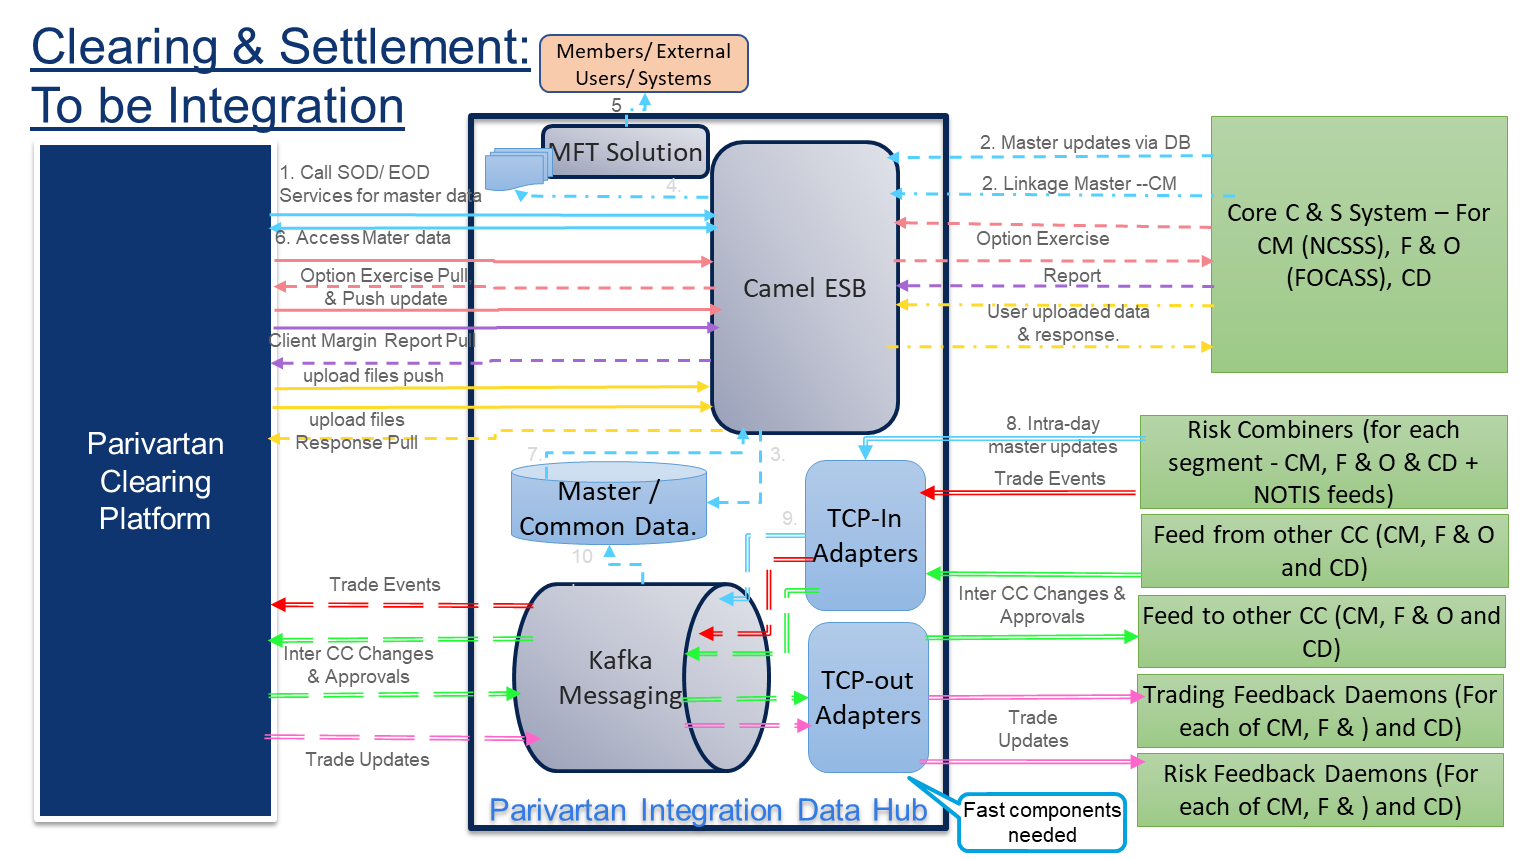 Clearing & Settlement:
To be Integration
Members/ External
Users/ Systems
5
MFT Solution
4.
1. Call SOD/ EOD
Services for master data
6. Access Mater data
Option Exercise Pull,
& Push update
Client Margin Report Pull
upload files push
upload files
Response Pull
Parivartan
Clearing
Platform
Camel ESB
2. Master updates via DB
2. Linkage Master --CM
Option Exercise
Report
User uploaded data
& response.
Core C & S System – For
CM (NCSSS), F & O
(FOCASS), CD
7.
3.
Master /
Common Data.
10
9.
8. Intra-day
master updates
Trade Events
TCP-In
Adapters
Risk Combiners (for each
segment - CM, F & O & CD +
NOTIS feeds)
Feed from other CC (CM, F & O
and CD)
Inter CC Changes &
Approvals
Feed to other CC (CM, F & O and
CD)
Trade Events
Inter CC Changes
& Approvals
Trade Updates
Kafka
Messaging
TCP-out
Adapters
Trade
Updates
Trading Feedback Daemons (For
each of CM, F & ) and CD)
Risk Feedback Daemons (For
each of CM, F & ) and CD)
Parivartan Integration Data Hub
Fast components
needed